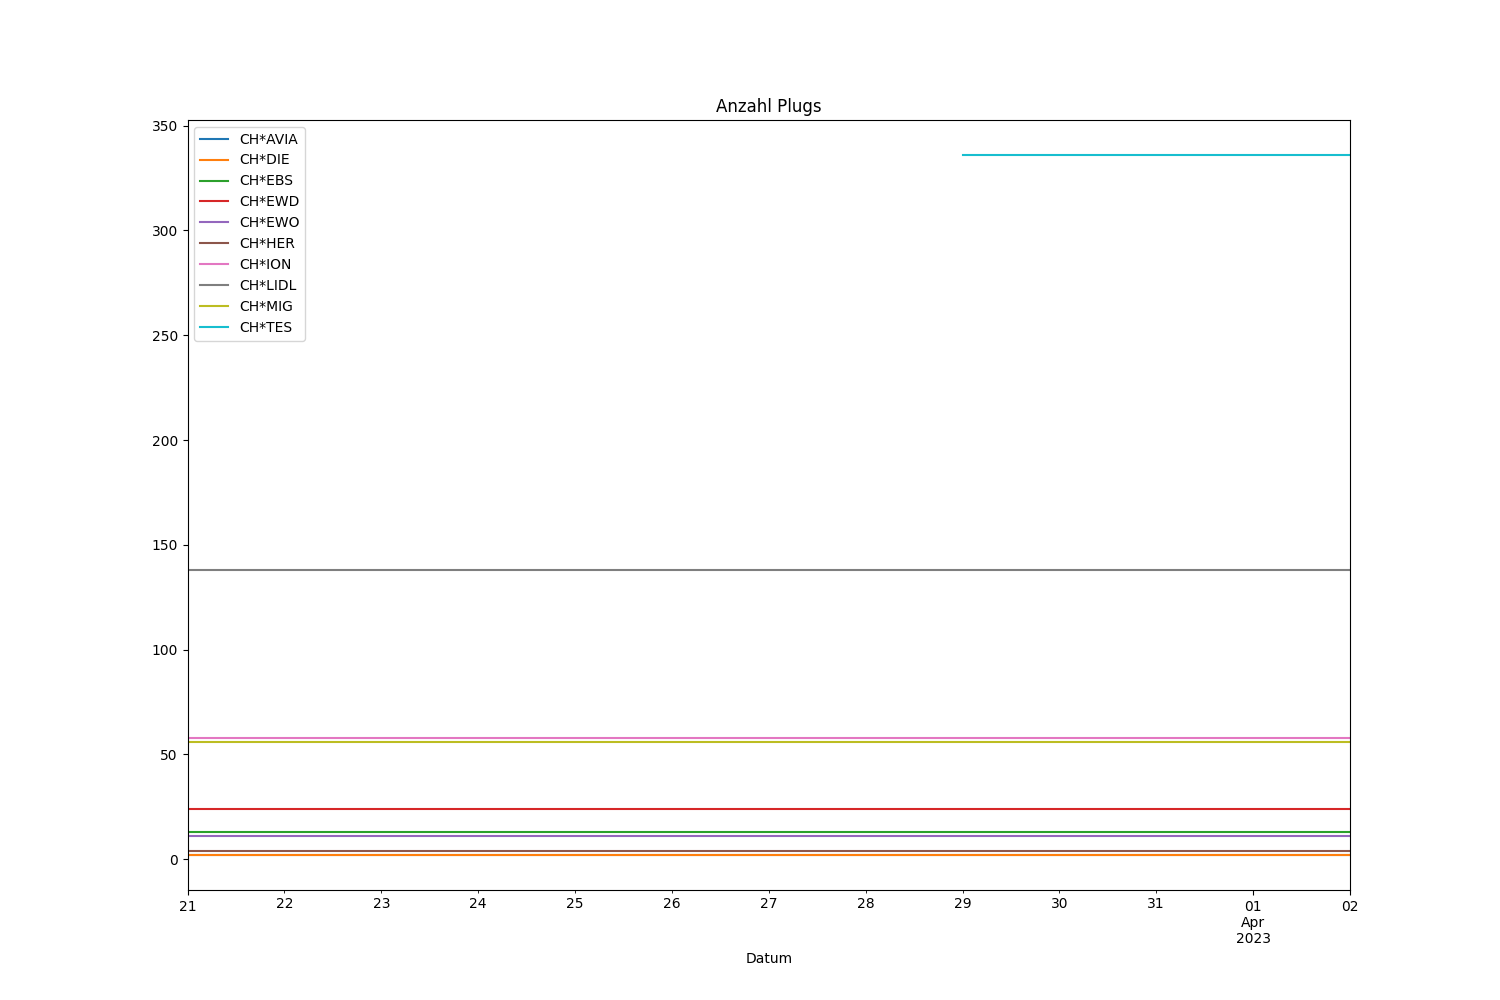 Anzahl Plugs
350
300
250
200
150
100
50
0
CH*AVIA
CH*DIE
CH*EBS
CH*EWD
CH*EWO
CH*HER
CH*ION
CH*LIDL
CH*MIG
CH*TES
21 22 23 24 25 26 27 28 29 30 31 01 02
Apr
2023
Datum